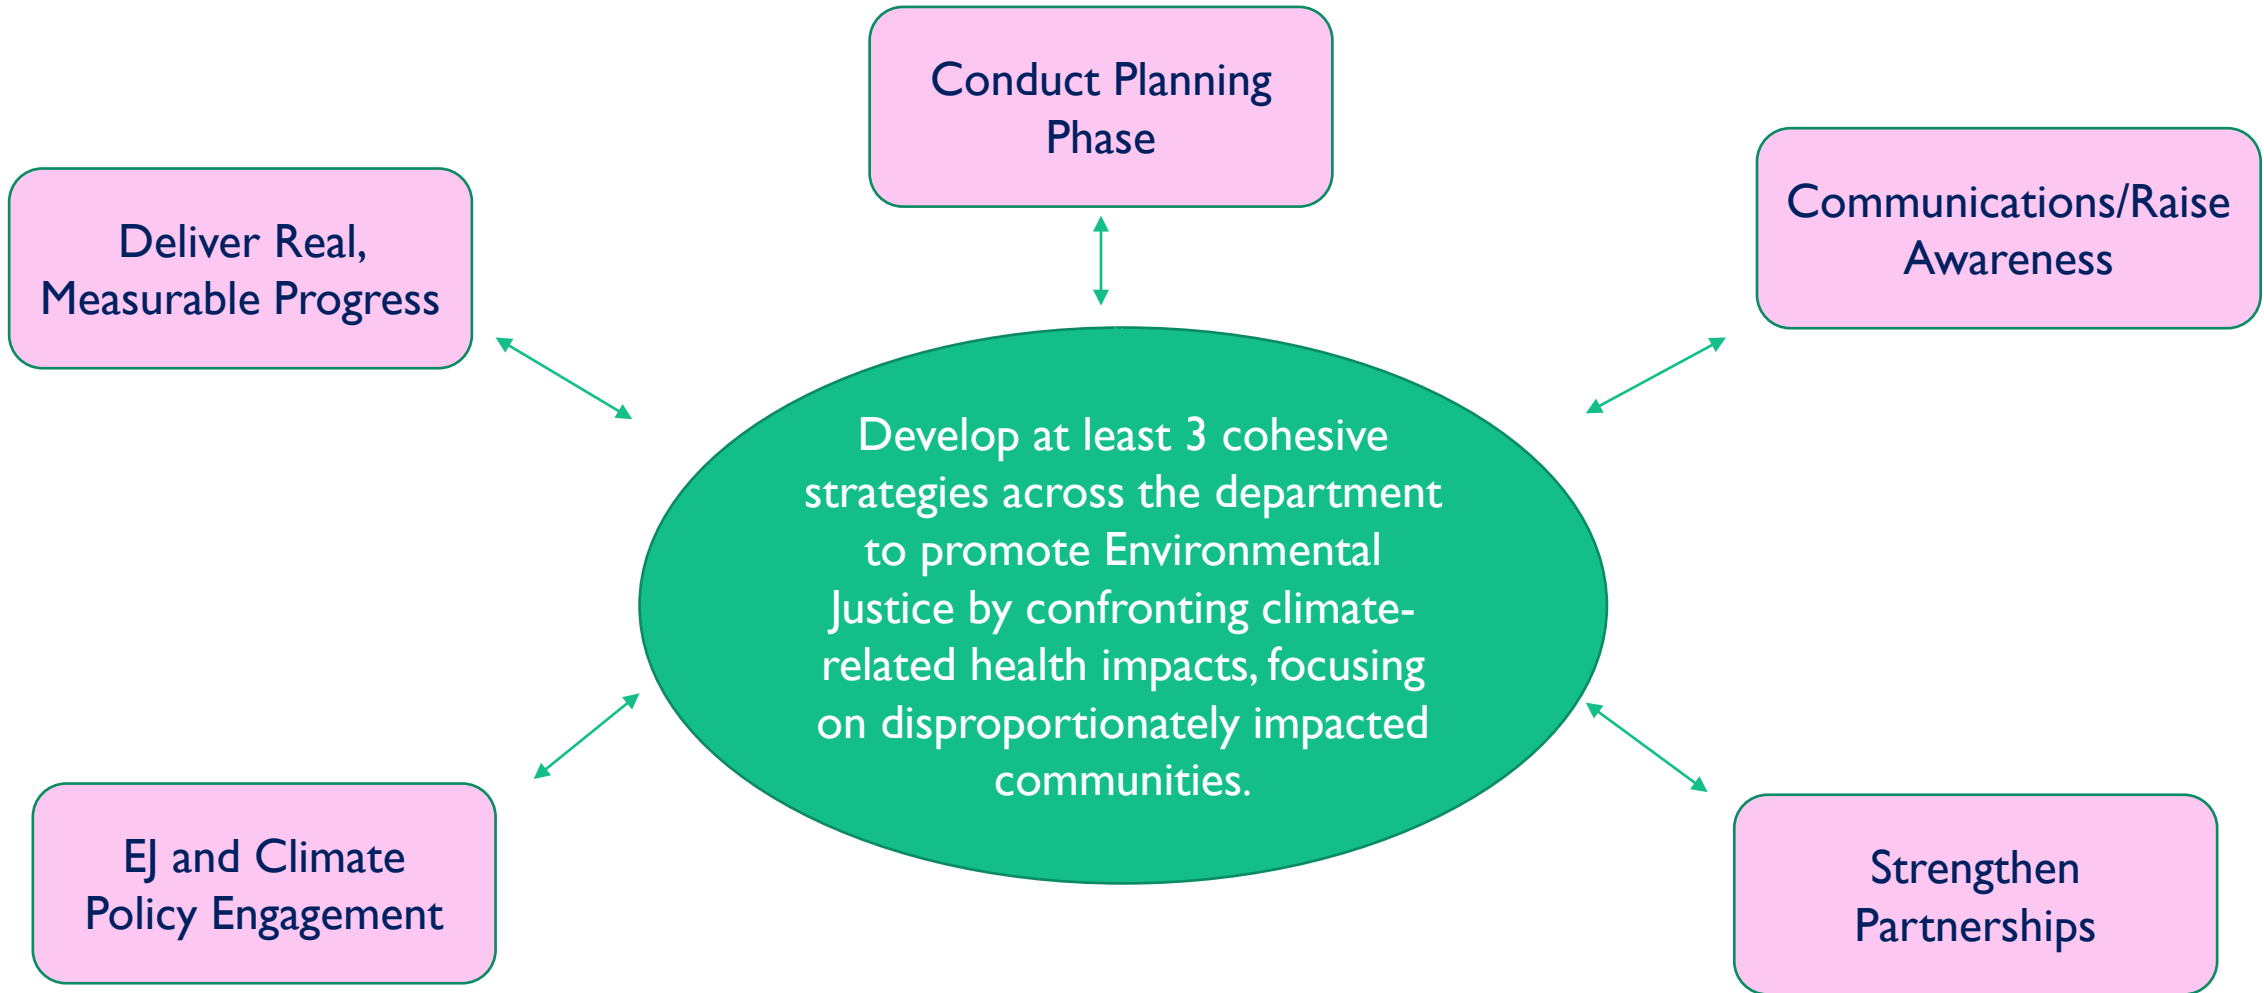 Conduct Planning
Phase
Communications/Raise
Awareness
Deliver Real,
Measurable Progress
Develop at least 3 cohesive
strategies across the department
to promote Environmental
Justice by confronting climate-
related health impacts, focusing
on disproportionately impacted
communities.
EJ and Climate
Policy Engagement
Strengthen
Partnerships